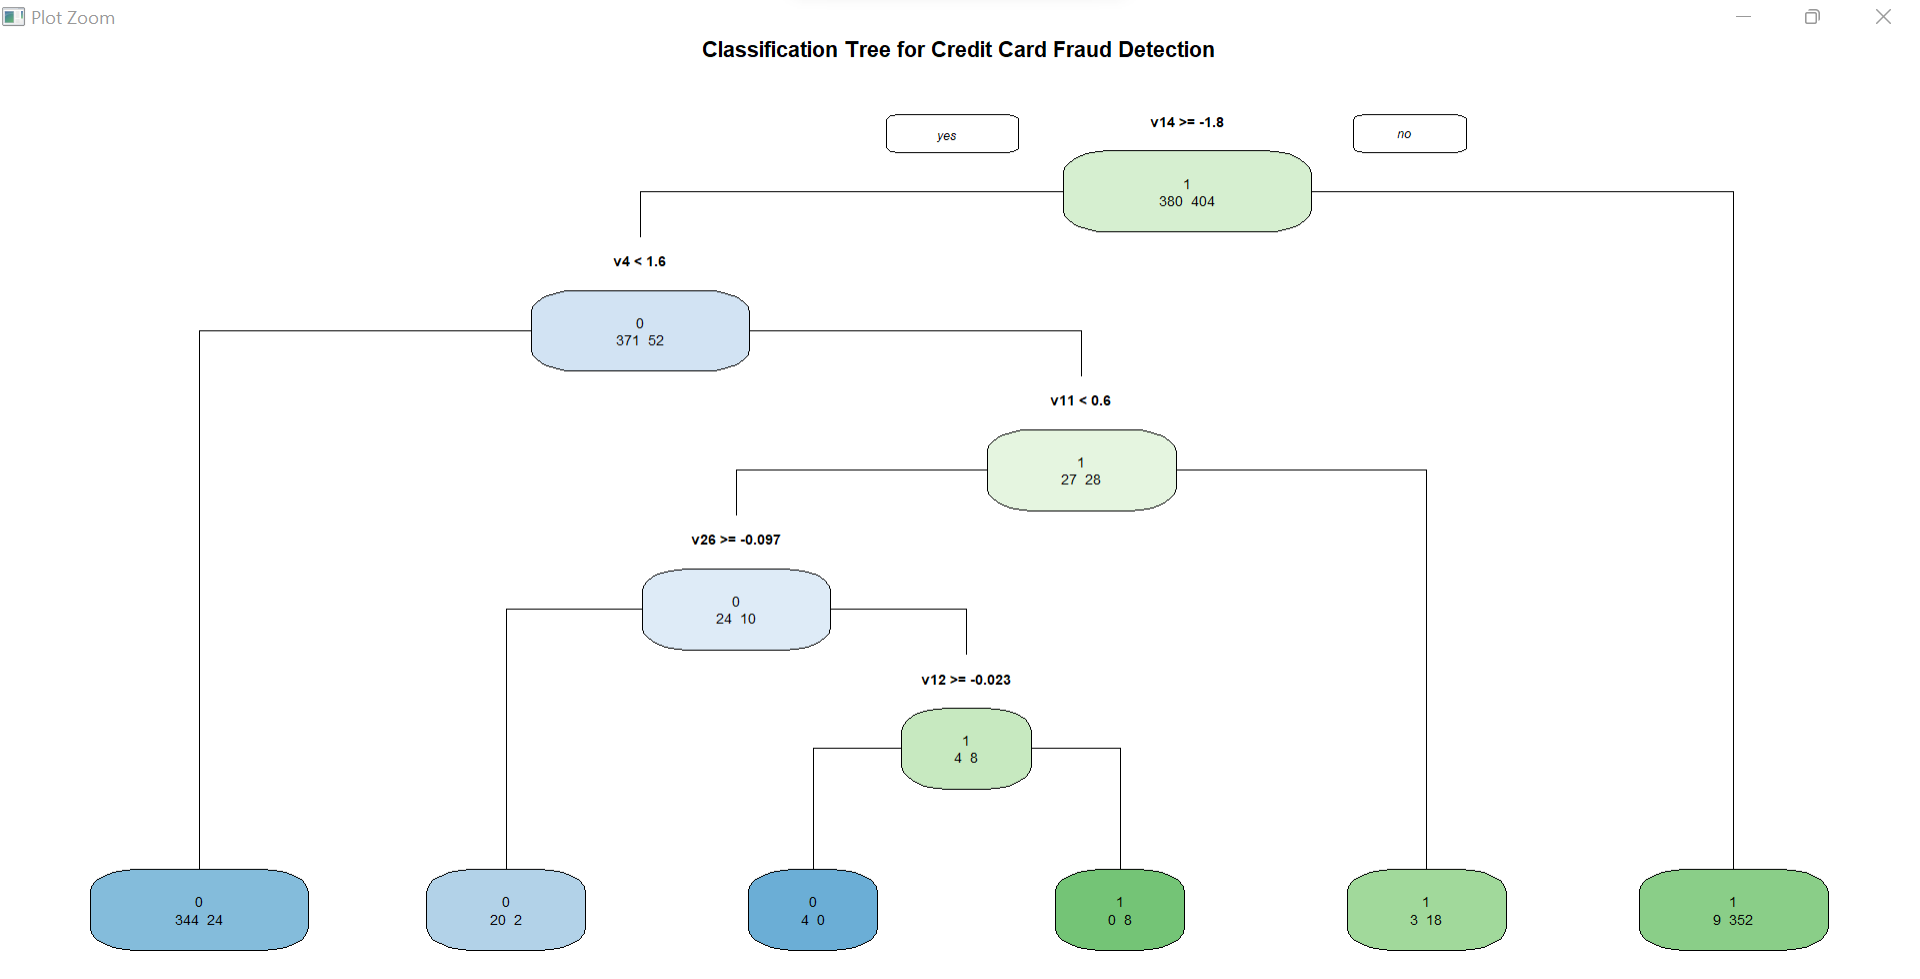 Plot Zoom
Classification Tree for Credit Card Fraud Detection
yes
v14 >= -1.8
no
1
380 404
v4 < 1.6
0
371 52
v11 < 0.6
1
27 28
v26 >= -0.097
0
24 10
v12 >= -0.023
1
4 8
0
344 24
0
20 2
0
4 0
1
0 8
1
3 18
1
9 352